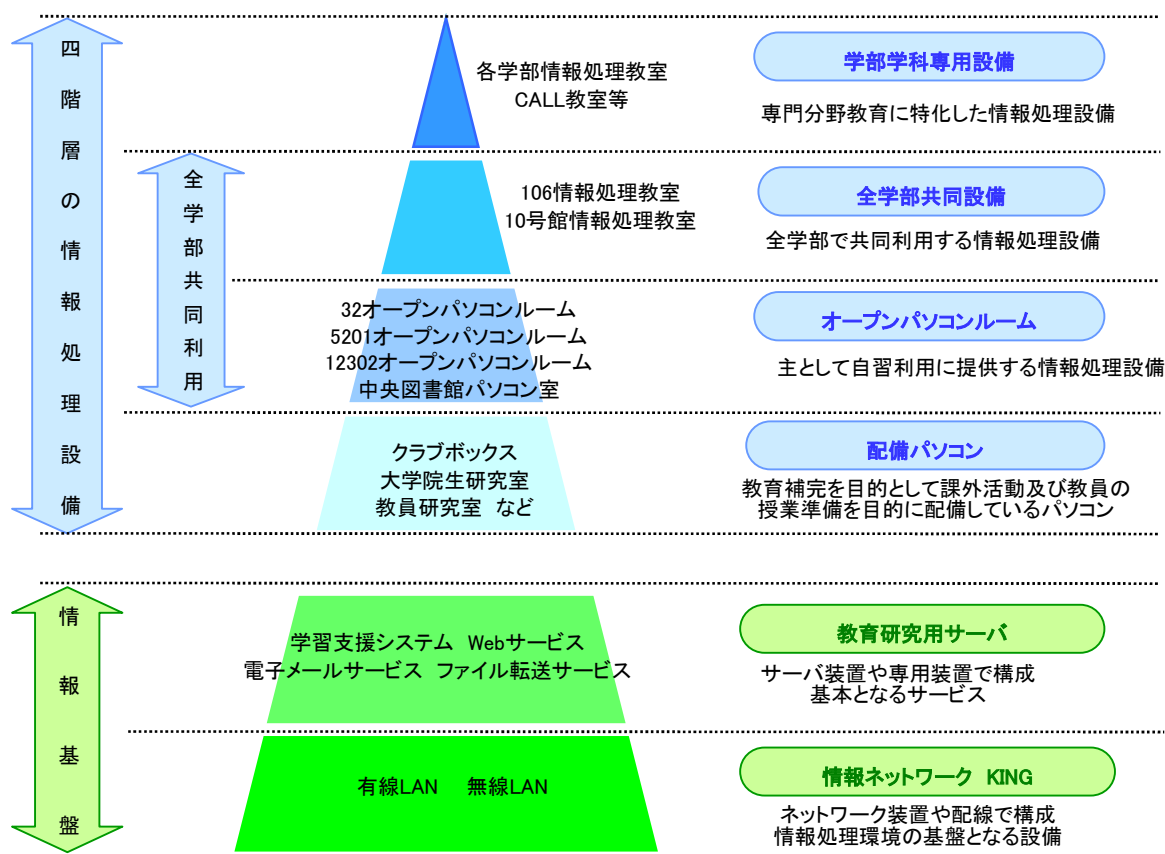 四階層の情報処理設備
各学部情報処理教室
CALL教室等
学部学科専用設備
専門分野教育に特化した情報処理設備
全学部共同利用
106情報処理教室
10号館情報処理教室
全学部共同設備
全学部で共同利用する情報処理設備
32オープンパソコンルーム
5201オープンパソコンルーム
12302オープンパソコンルーム
中央図書館パソコン室
オープンパソコンルーム
主として自習利用に提供する情報処理設備
クラブボックス
大学院生研究室
教員研究室 など
配備パソコン
教育補完を目的として課外活動及び教員の
授業準備を目的に配備しているパソコン
情報基盤
学習支援システム Webサービス
電子メールサービス ファイル転送サービス
教育研究用サーバ
サーバ装置や専用装置で構成
基本となるサービス
有線LAN 無線LAN
情報ネットワーク KING
ネットワーク装置や配線で構成
情報処理環境の基盤となる設備